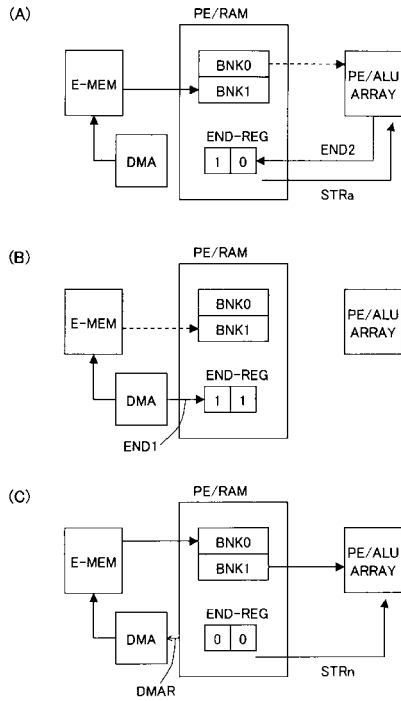 (A)
PE/RAM
E-MEM
BNK0
BNK1
PE/ALU
ARRAY
END-REG
1 0
DMA
END2
STRa
(B)
PE/RAM
E-MEM
BNK0
BNK1
PE/ALU
ARRAY
END-REG
1 1
DMA
END1
(C)
PE/RAM
E-MEM
BNK0
BNK1
PE/ALU
ARRAY
END-REG
0 0
DMA
DMAR
STRn